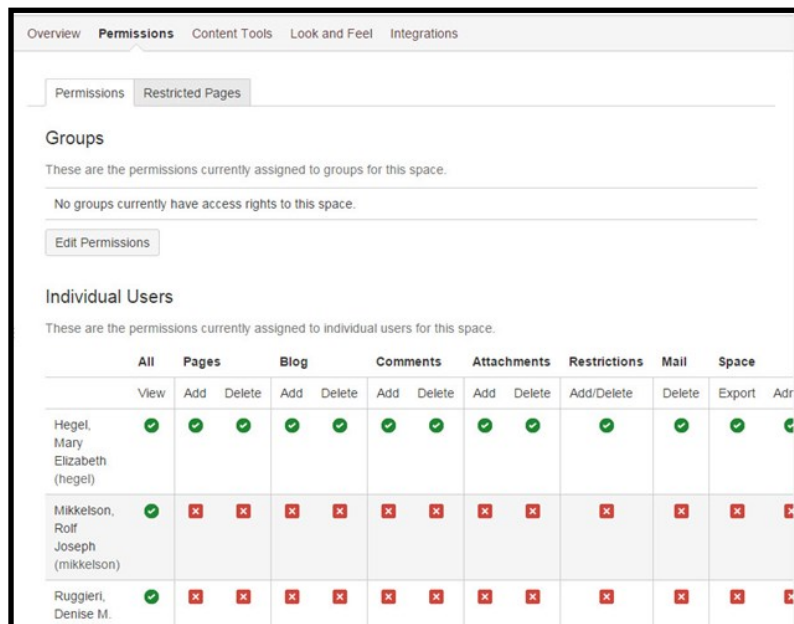 Overview Permissions Content Tools Look and Feel Integrations
Permissions Restricted Pages
Groups
These are the permissions currently assigned to groups for this space.
No groups currently have access rights to this space.
Edit Permissions
Individual Users
These are the permissions currently assigned to individual users for this space.
All Pages Blog Comments Attachments Restrictions Mail Space
View Add Delete Add Delete Add Delete Add Delete Add/Delete Delete Export
Hegel,
Mary
Elizabeth
(hegel)
Mikkelson,
Rolf
Joseph
(mikkelson)
Ruggieri,
Denise M.